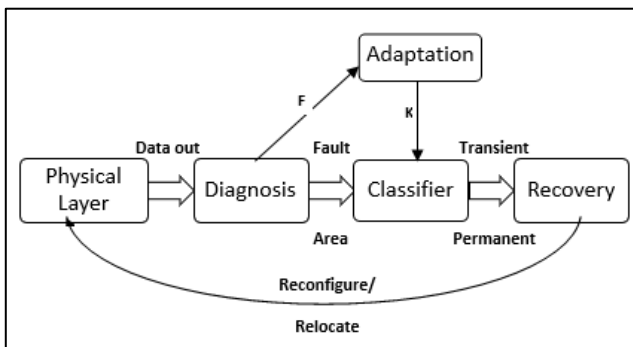 Adaptation
F
K
Data out
Fault
Transient
Physical
Layer
Diagnosis
Classifier
Recovery
Area
Permanent
Reconfigure/
Relocate